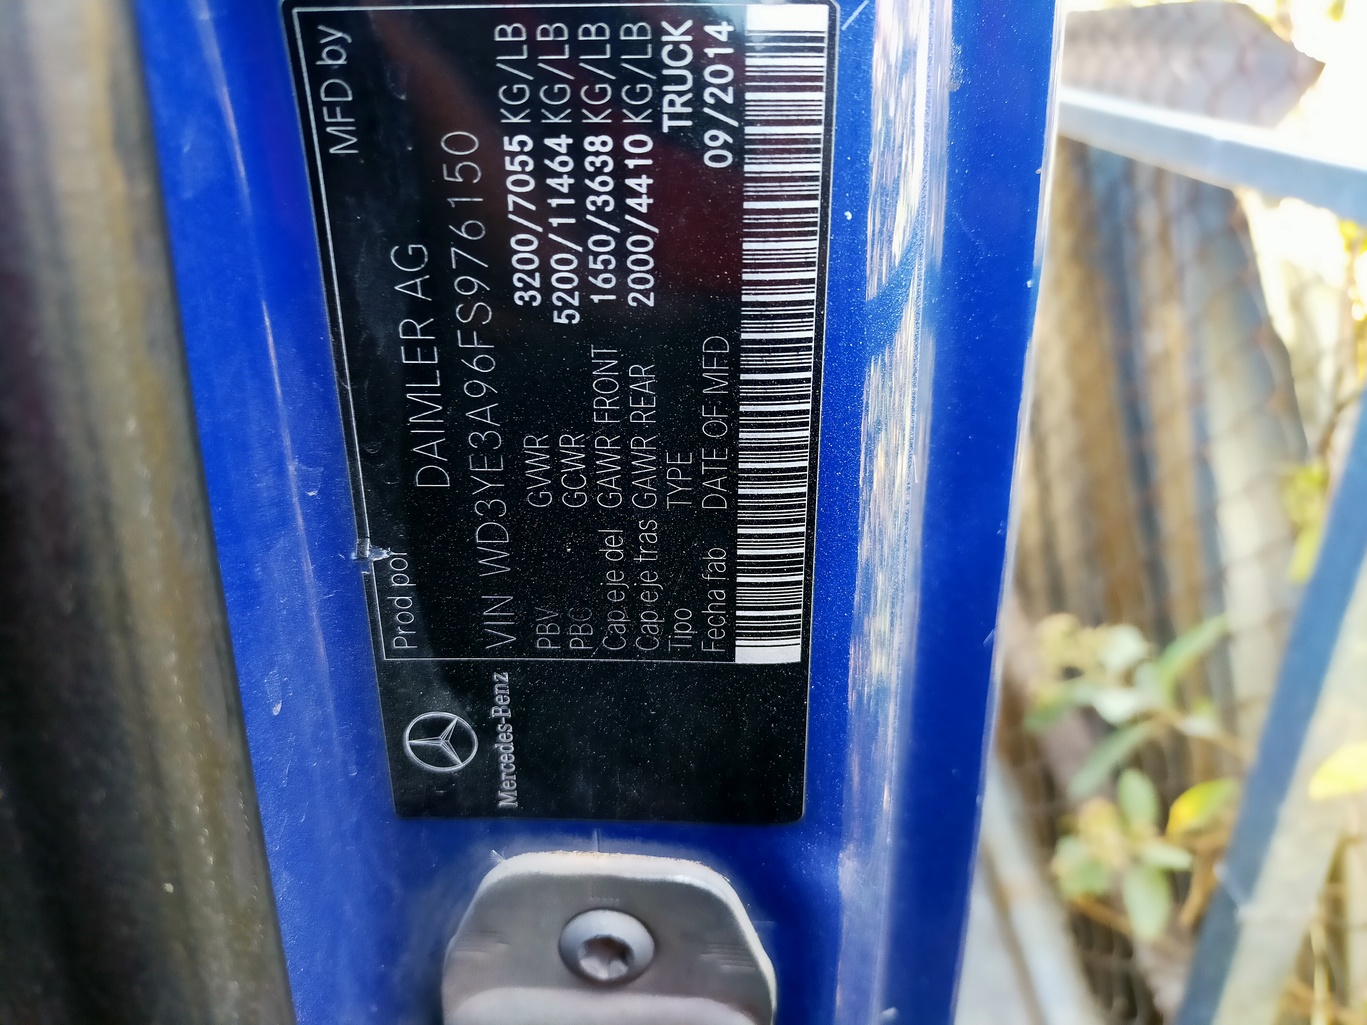 Prod por MFD by
DAIMLER AG
VIN WD3YE3A96FS976150
PBV GWR 3200/7055 KG/LB
PBC GCWR 5200/11464 KG/LB
Cap eje del GAWR FRONT 1650/3638 KG/LB
Cap eje tras GAWR REAR 2000/4410 KG/LB
Tipo TYPE TRUCK
Fecha fab DATE OF MFD 09/2014
Mercedes-Benz